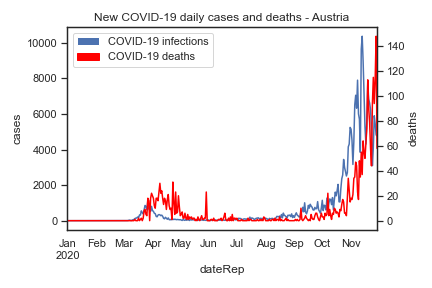 New COVID-19 daily cases and deaths - Austria
COVID-19 infections
COVID-19 deaths
10000
8000
6000
4000
2000
0
cases
140
120
100
80
60
40
20
0
deaths
Jan Feb Mar Apr May Jun Jul Aug Sep Oct Nov
2020
dateRep